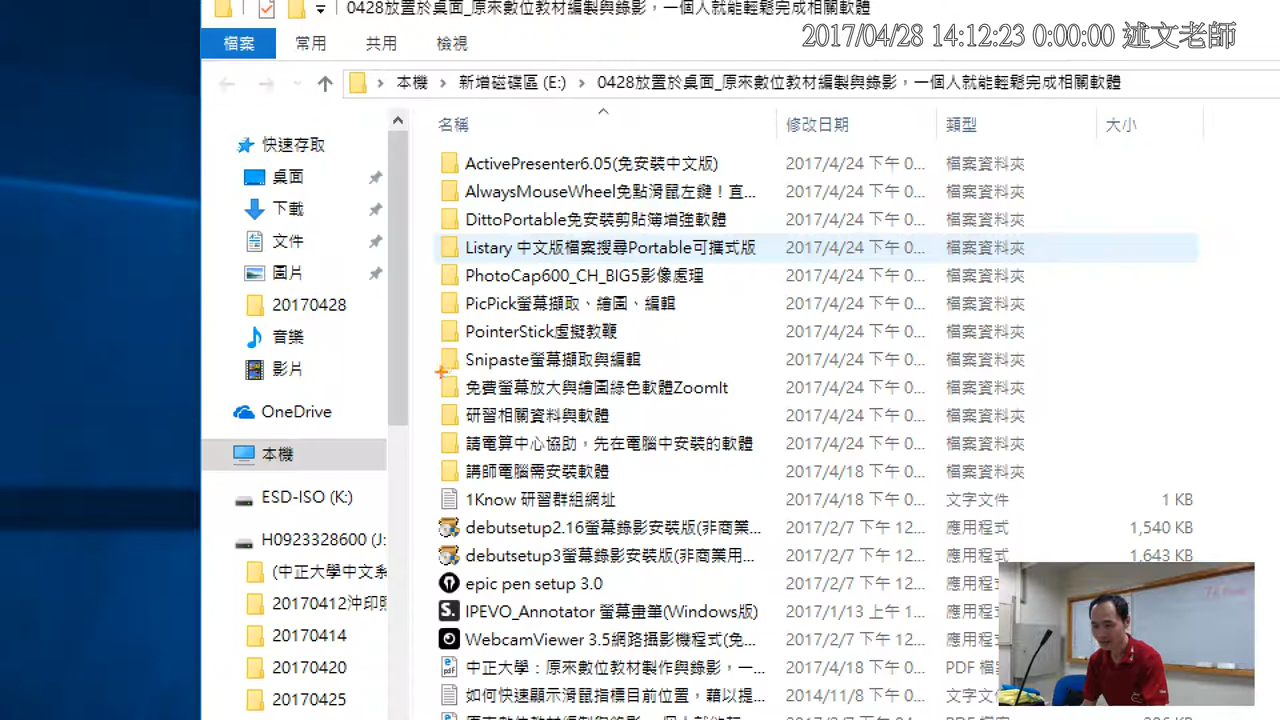 0428放置於桌面_原來數位教材編製與錄影，一個人就能輕鬆完成相關軟體
檔案 常用 共用 檢視
2017/04/28 14:12:23 0:00:00 述文老師
本機 新增磁碟區 (E:) 0428放置於桌面_原來數位教材編製與錄影，一個人就能輕鬆完成相關軟體
名稱 修改日期 類型 大小
快速存取
桌面
下載
文件
圖片
20170428
音樂
影片
OneDrive
本機
ESD-ISO (K:)
H0923328600 (J:
(中正大學中文系
20170412沖印照
20170414
20170420
20170425
ActivePresenter6.05(免安裝中文版) 2017/4/24 下午 0... 檔案資料夾
AlwaysMouseWheel免點滑鼠左鍵！直... 2017/4/24 下午 0... 檔案資料夾
DittoPortable免安裝剪貼簿增強軟體 2017/4/24 下午 0... 檔案資料夾
Listary 中文版檔案搜尋Portable可攜式版 2017/4/24 下午 0... 檔案資料夾
PhotoCap600_CH_BIG5影像處理 2017/4/24 下午 0... 檔案資料夾
PicPick螢幕擷取、繪圖、編輯 2017/4/24 下午 0... 檔案資料夾
PointerStick虛擬教鞭 2017/4/24 下午 0... 檔案資料夾
Snipaste螢幕擷取與編輯 2017/4/24 下午 0... 檔案資料夾
免費螢幕放大與繪圖綠色軟體ZoomIt 2017/4/24 下午 0... 檔案資料夾
研習相關資料與軟體 2017/4/24 下午 0... 檔案資料夾
請電算中心協助，先在電腦中安裝的軟體 2017/4/24 下午 0... 檔案資料夾
講師電腦需安裝軟體 2017/4/18 下午 0... 檔案資料夾
1Know 研習群組網址 2017/4/18 下午 0... 文字文件 1 KB
debutsetup2.16螢幕錄影安裝版(非商業... 2017/2/7 下午 12... 應用程式 1,540 KB
debutsetup3螢幕錄影安裝版(非商業用... 2017/2/7 下午 12... 應用程式 1,643 KB
epic pen setup 3.0 2017/2/7 下午 12... 應用程式
IPEVO_Annotator 螢幕畫筆(Windows版) 2017/1/13 上午 1... 應用程式
WebcamViewer 3.5網路攝影機程式(免... 2017/2/7 下午 12... 應用程式
中正大學：原來數位教材製作與錄影，一... 2017/4/18 下午 0... PDF 檔
如何快速顯示滑鼠指標目前位置，藉以提... 2014/11/8 下午 0... 文字文